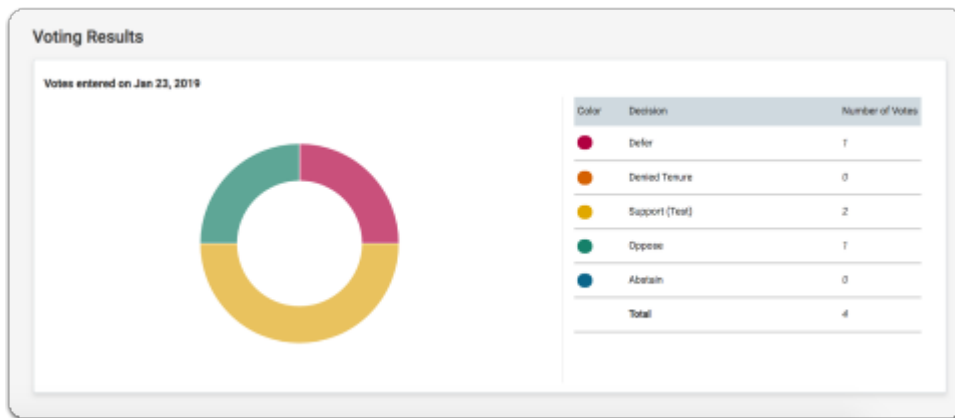 Voting Results
Votes entered on Jan 23, 2019
Color Decision Number of Votes
Defer 1
Denied Tenure 0
Support (Test) 2
Oppose 1
Abstain 0
Total 4